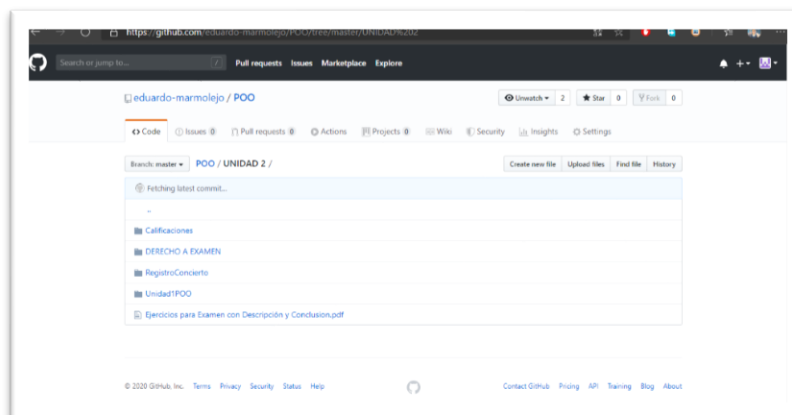 https://github.com/eduardo-marmolejo/POO/tree/master/UNIDAD%202
Search or jump to... / Pull requests Issues Marketplace Explore
eduardo-marmolejo / POO Unwatch 2 Star 0 Fork 0
Code Issues 0 Pull requests 0 Actions Projects 0 Wiki Security Insights Settings
Branch: master POO / UNIDAD 2 / Create new file Upload files Find file History
Fetching latest commit...
..
Calificaciones
DERECHO A EXAMEN
RegistroConcierto
Unidad1POO
Ejercicios para Examen con Descripción y Conclusion.pdf
© 2020 GitHub, Inc. Terms Privacy Security Status Help Contact GitHub Pricing API Training Blog About